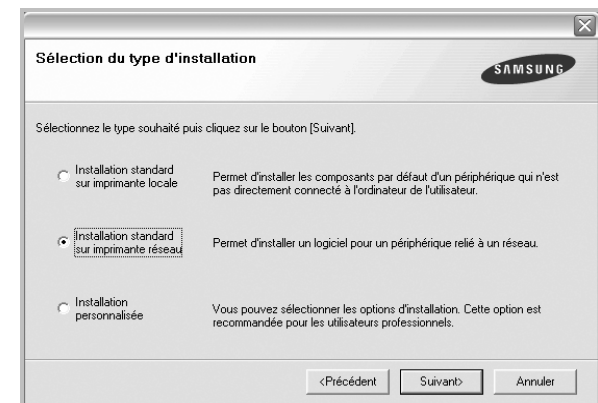 Sélection du type d'installation
SAMSUNG
Sélectionnez le type souhaité puis cliquez sur le bouton [Suivant].
Installation standard
sur imprimante locale
Permet d'installer les composants par défaut d'un périphérique qui n'est
pas directement connecté à l'ordinateur de l'utilisateur.
Installation standard
sur imprimante réseau
Permet d'installer un logiciel pour un périphérique relié à un réseau.
Installation
personnalisée
Vous pouvez sélectionner les options d'installation. Cette option est
recommandée pour les utilisateurs professionnels.
<Précédent
Suivant>
Annuler